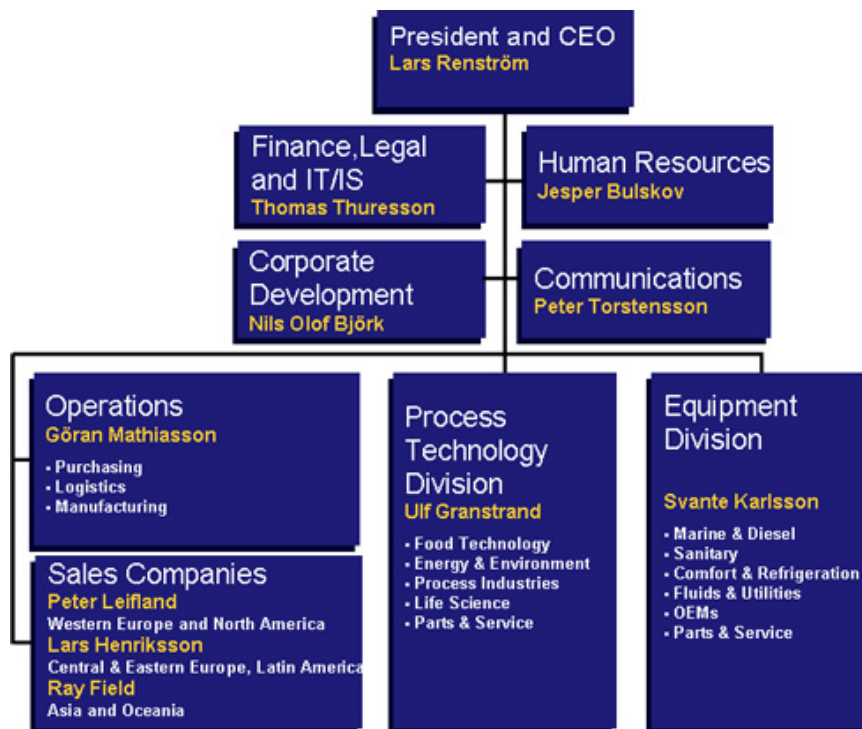 President and CEO
Lars Renström
Finance,Legal
and IT/IS
Thomas Thuresson
Human Resources
Jesper Bulskov
Corporate
Development
Nils Olof Björk
Communications
Peter Torstensson
Operations
Göran Mathiasson
- Purchasing
- Logistics
- Manufacturing
Sales Companies
Peter Leifland
Western Europe and North America
Lars Henriksson
Central & Eastern Europe, Latin America
Ray Field
Asia and Oceania
Process
Technology
Division
Ulf Granstrand
- Food Technology
- Energy & Environment
- Process Industries
- Life Science
- Parts & Service
Equipment
Division
Svante Karlsson
- Marine & Diesel
- Sanitary
- Comfort & Refrigeration
- Fluids & Utilities
- OEMs
- Parts & Service